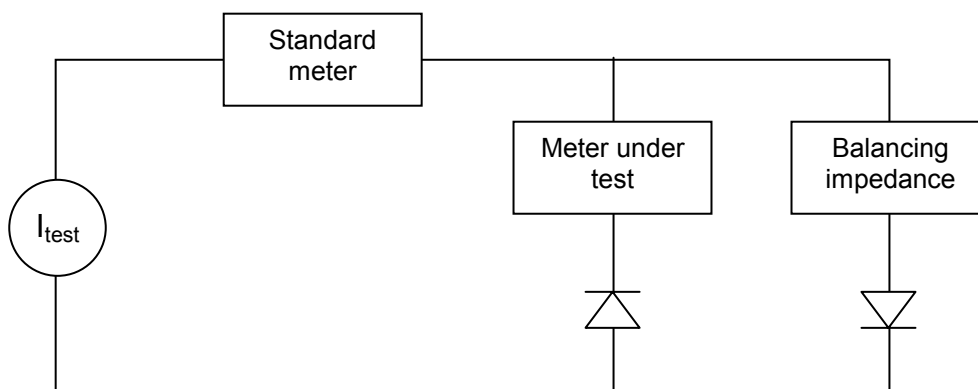 Standard
meter
Meter under
test
Balancing
impedance
Itest